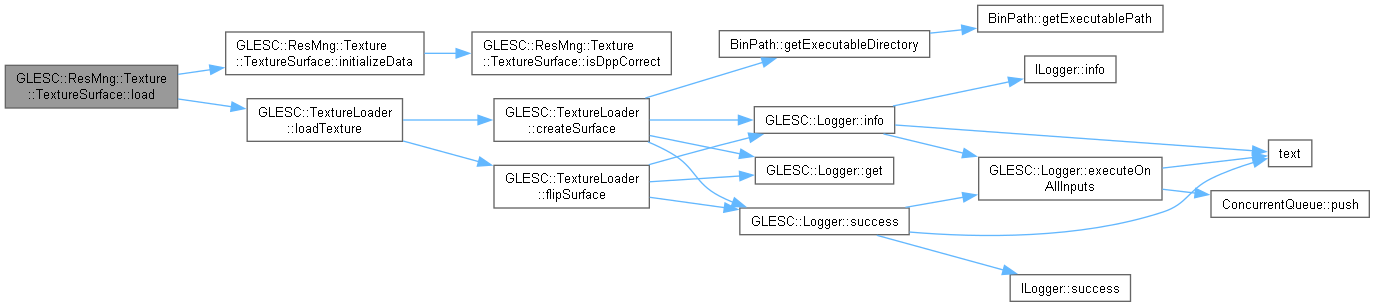 GLESC::ResMng::Texture
::TextureSurface::load
GLESC::ResMng::Texture
::TextureSurface::initializeData
GLESC::ResMng::Texture
::TextureSurface::isDppCorrect
GLESC::TextureLoader
::loadTexture
GLESC::TextureLoader
::createSurface
GLESC::TextureLoader
::flipSurface
BinPath::getExecutableDirectory
BinPath::getExecutablePath
GLESC::Logger::info
GLESC::Logger::get
GLESC::Logger::success
ILogger::info
GLESC::Logger::executeOn
AllInputs
ILogger::success
text
ConcurrentQueue::push